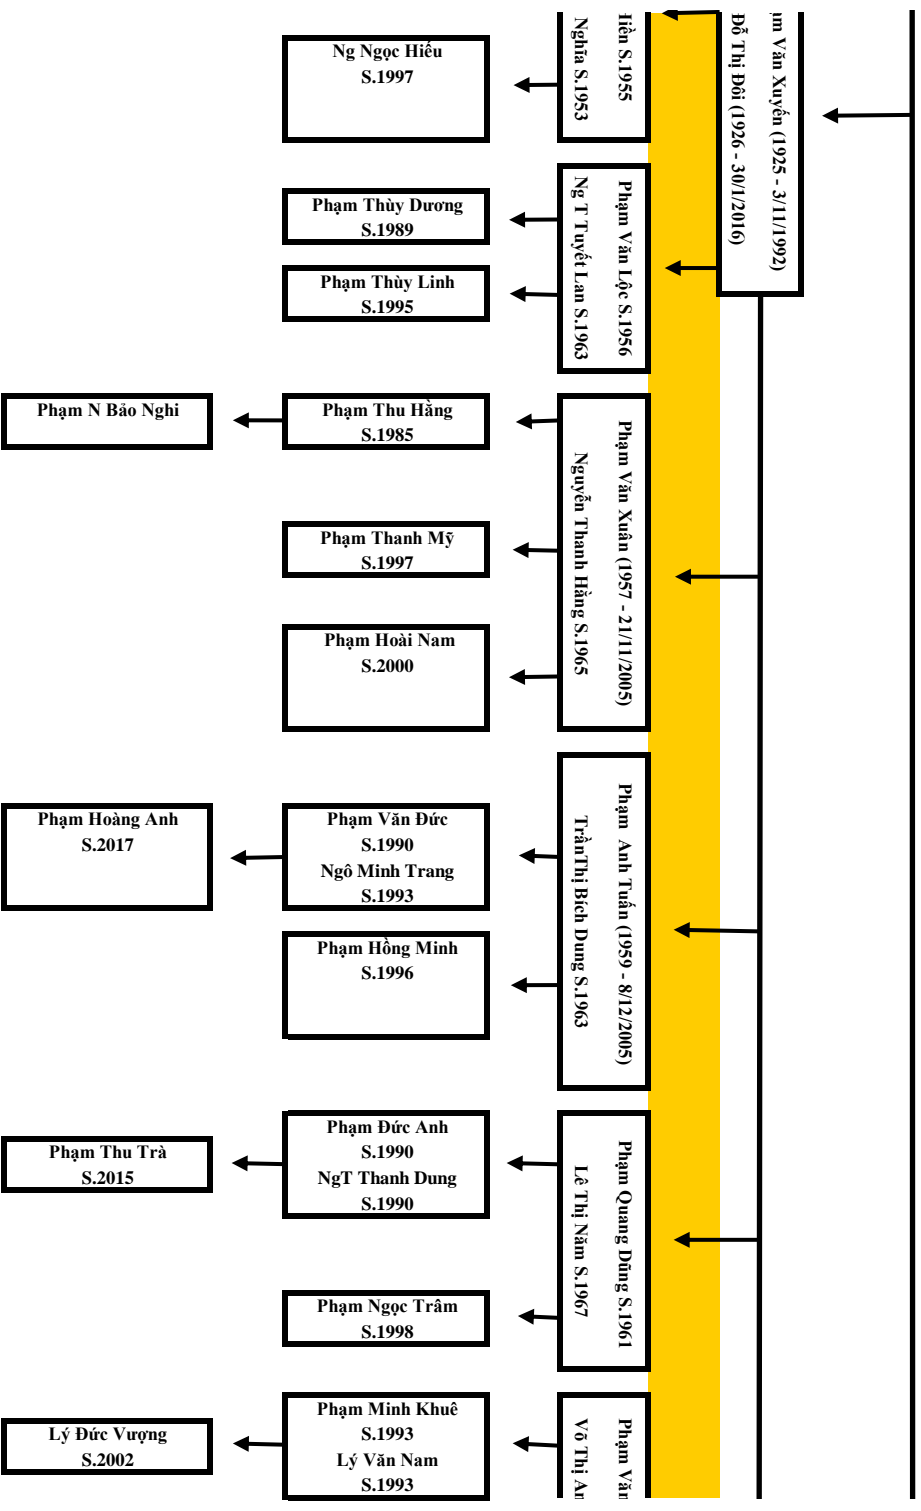 Ng Ngọc Hiếu
S.1997
Hiền S.1955
Nghĩa S.1953
Văn Xuyến (1925 - 3/11/1992)
Đỗ Thị Đôi (1926 - 30/1/2016)
Phạm Thùy Dương
S.1989
Phạm Thùy Linh
S.1995
Phạm Văn Lộc S.1956
Ng T Tuyết Lan S.1963
Phạm N Bảo Nghi
Phạm Thu Hằng
S.1985
Phạm Thanh Mỹ
S.1997
Phạm Hoài Nam
S.2000
Phạm Văn Xuân (1957 - 21/11/2005)
Nguyễn Thanh Hằng S.1965
Phạm Hoàng Anh
S.2017
Phạm Văn Đức
S.1990
Ngô Minh Trang
S.1993
Phạm Hồng Minh
S.1996
Phạm Anh Tuấn (1959 - 8/12/2005)
TrầnThị Bích Dung S.1963
Phạm Thu Trà
S.2015
Phạm Đức Anh
S.1990
NgT Thanh Dung
S.1990
Phạm Ngọc Trâm
S.1998
Phạm Quang Dũng S.1961
Lê Thị Năm S.1967
Lý Đức Vượng
S.2002
Phạm Minh Khuê
S.1993
Lý Văn Nam
S.1993
Phạm Văn
Võ Thị